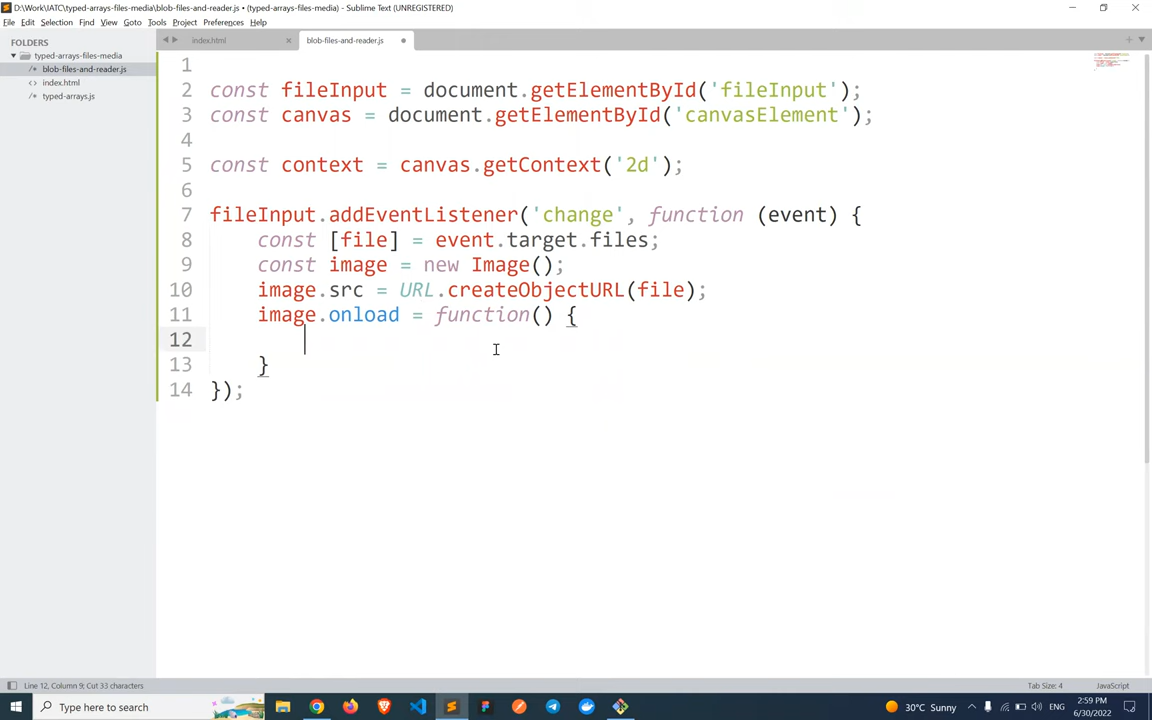 D:\Work\IATC\typed-arrays-files-media\blob-files-and-reader.js • (typed-arrays-files-media) - Sublime Text (UNREGISTERED)
File Edit Selection Find View Goto Tools Project Preferences Help
FOLDERS
typed-arrays-files-media
/* blob-files-and-reader.js
<> index.html
/* typed-arrays.js
index.html × blob-files-and-reader.js
1
2 const fileInput = document.getElementById('fileInput');
3 const canvas = document.getElementById('canvasElement');
4
5 const context = canvas.getContext('2d');
6
7 fileInput.addEventListener('change', function (event) {
8 const [file] = event.target.files;
9 const image = new Image();
10 image.src = URL.createObjectURL(file);
11 image.onload = function() {
12
13 }
14 });
Line 12, Column 9; Cut 33 characters Tab Size: 4 JavaScript
Type here to search 30°C Sunny ENG 2:59 PM
6/30/2022